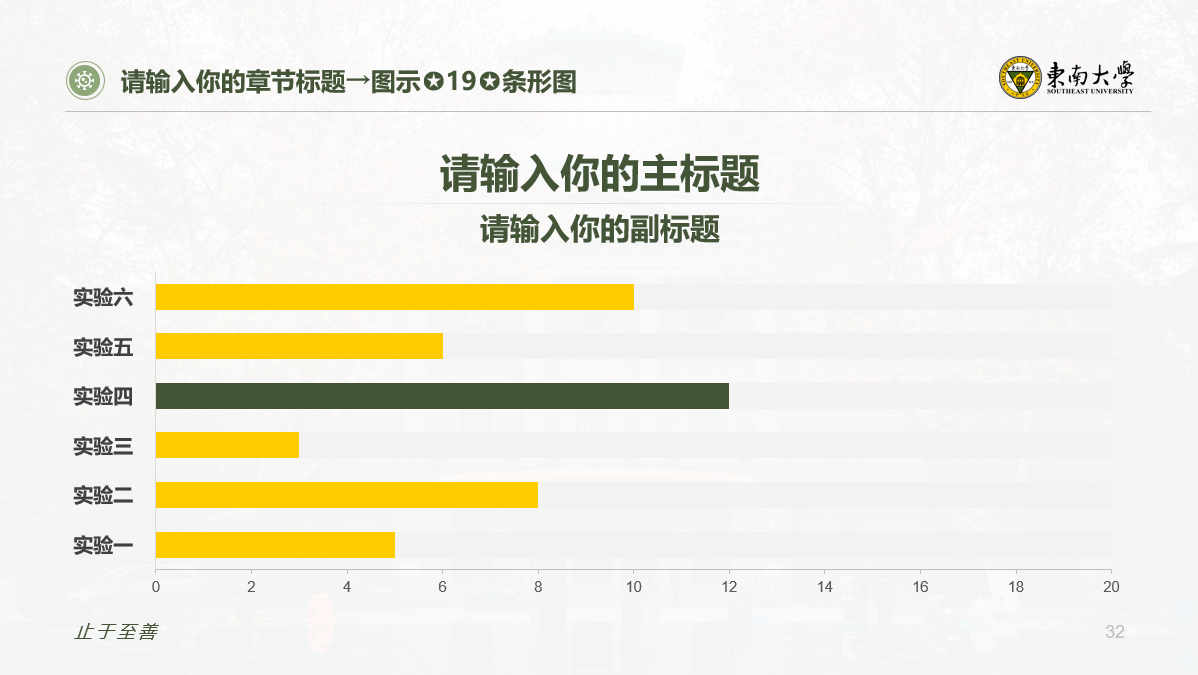 请输入你的章节标题→图示✪19✪条形图
東南大學
SOUTHEAST UNIVERSITY
请输入你的主标题
请输入你的副标题
实验六
实验五
实验四
实验三
实验二
实验一
0 2 4 6 8 10 12 14 16 18 20
止于至善
32